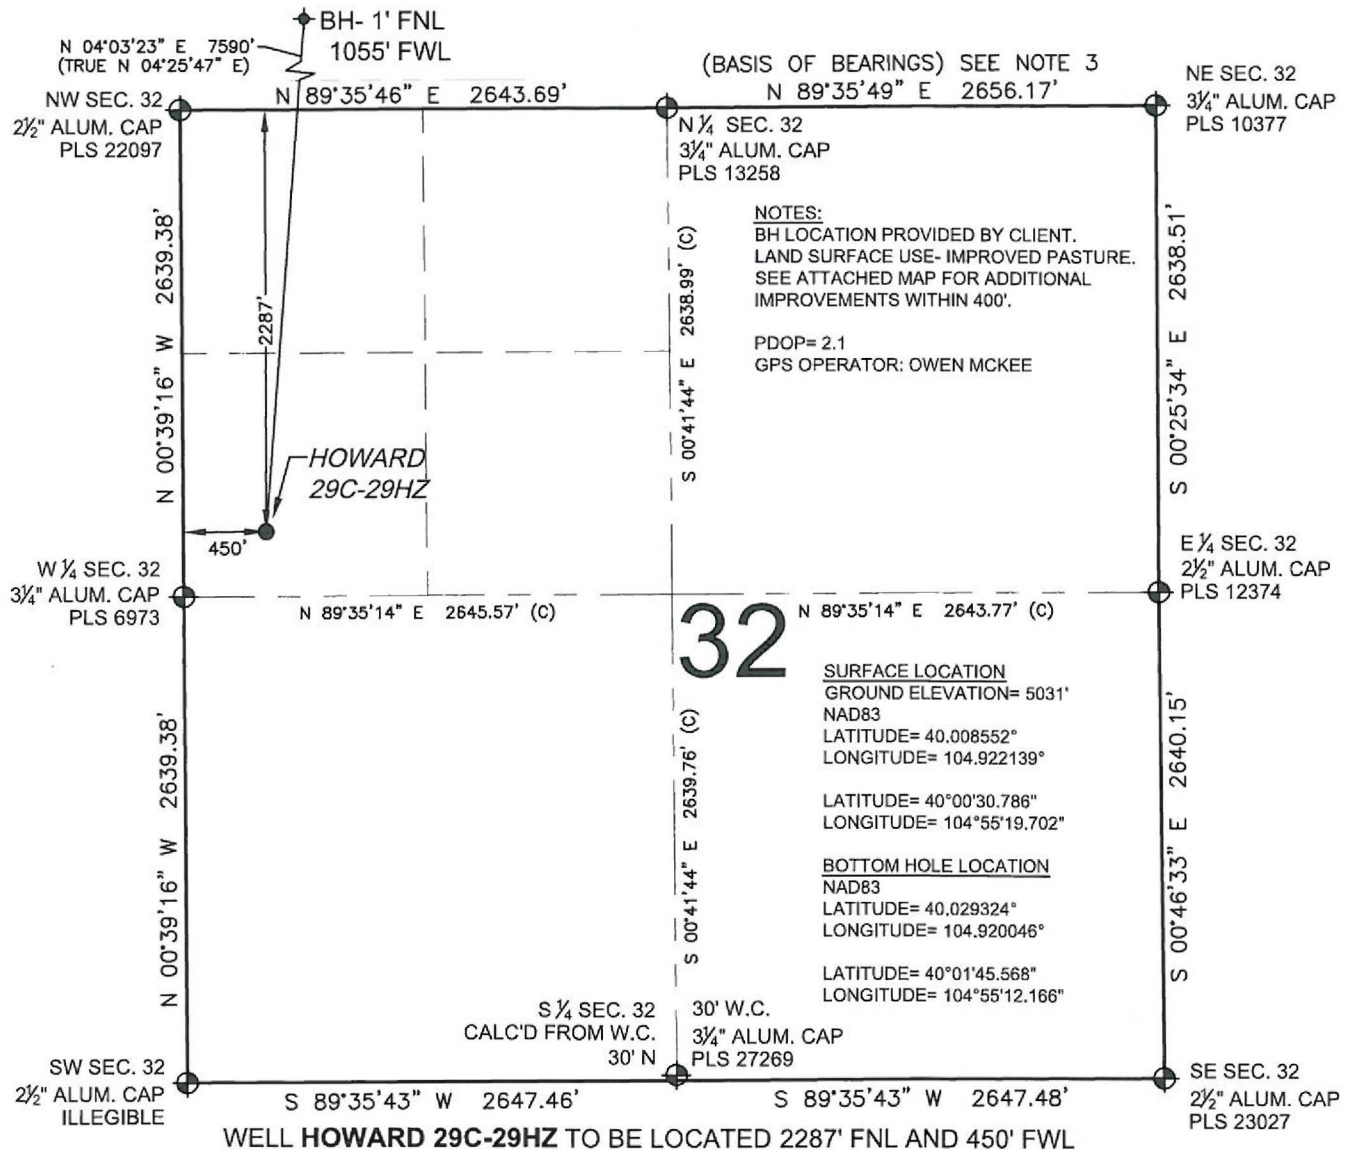 BH- 1' FNL
1055' FWL
N 04°03'23" E 7590'
(TRUE N 04°25'47" E)
(BASIS OF BEARINGS) SEE NOTE 3
N 89°35'46" E 2643.69'
N 89°35'49" E 2656.17'
NW SEC. 32
2½" ALUM. CAP
PLS 22097
N ¼ SEC. 32
3¼" ALUM. CAP
PLS 13258
NE SEC. 32
3¼" ALUM. CAP
PLS 10377
NOTES:
BH LOCATION PROVIDED BY CLIENT.
LAND SURFACE USE- IMPROVED PASTURE.
SEE ATTACHED MAP FOR ADDITIONAL
IMPROVEMENTS WITHIN 400'.
PDOP= 2.1
GPS OPERATOR: OWEN MCKEE
N 00°39'16" W 2639.38'
2287'
S 00°41'44" E 2638.99' (C)
S 00°25'34" E 2638.51'
HOWARD
29C-29HZ
450'
W ¼ SEC. 32
3¼" ALUM. CAP
PLS 6973
E ¼ SEC. 32
2½" ALUM. CAP
PLS 12374
N 89°35'14" E 2645.57' (C)
N 89°35'14" E 2643.77' (C)
32
SURFACE LOCATION
GROUND ELEVATION= 5031'
NAD83
LATITUDE= 40.008552°
LONGITUDE= 104.922139°
LATITUDE= 40°00'30.786"
LONGITUDE= 104°55'19.702"
BOTTOM HOLE LOCATION
NAD83
LATITUDE= 40.029324°
LONGITUDE= 104.920046°
LATITUDE= 40°01'45.568"
LONGITUDE= 104°55'12.166"
N 00°39'16" W 2639.38'
S 00°41'44" E 2639.76' (C)
S 00°46'33" E 2640.15'
S ¼ SEC. 32
CALC'D FROM W.C.
30' N
30' W.C.
3¼" ALUM. CAP
PLS 27269
SW SEC. 32
2½" ALUM. CAP
ILLEGIBLE
SE SEC. 32
2½" ALUM. CAP
PLS 23027
S 89°35'43" W 2647.46'
S 89°35'43" W 2647.48'
WELL HOWARD 29C-29HZ TO BE LOCATED 2287' FNL AND 450' FWL